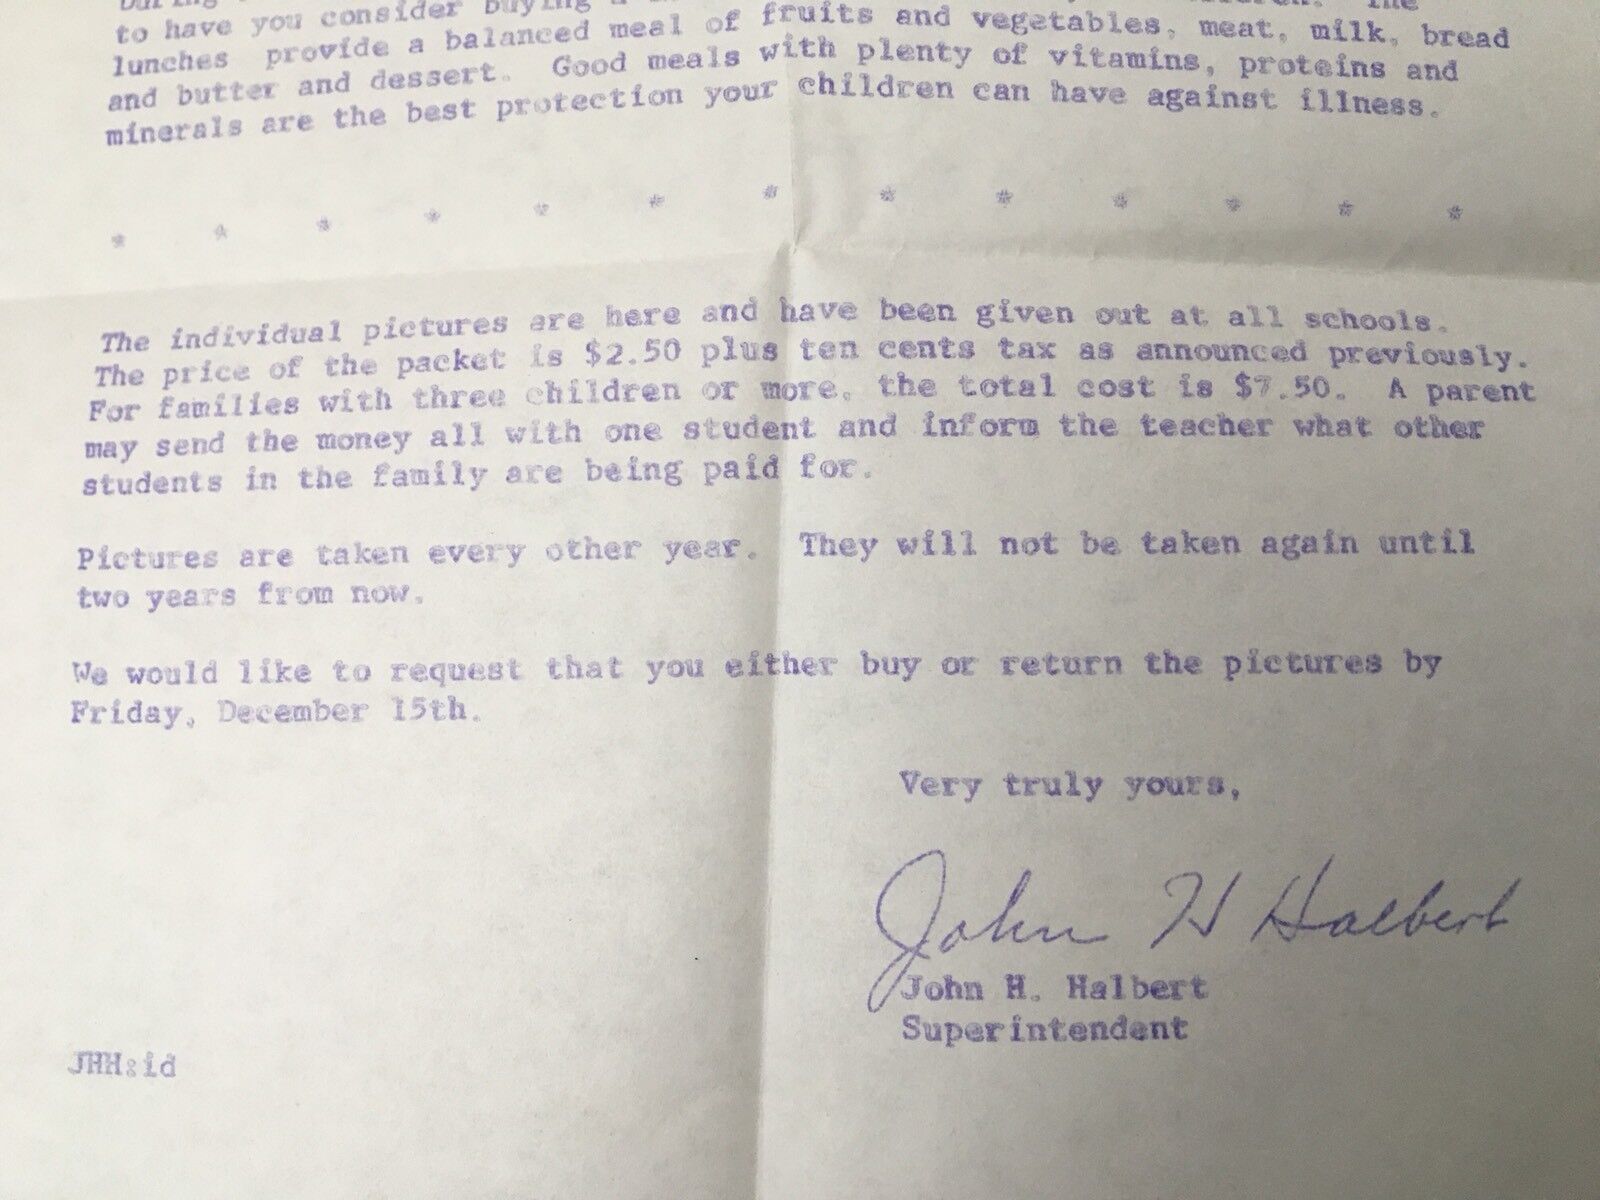 to have you consider buying a
lunches provide a balanced meal of fruits and vegetables, meat, milk, bread
and butter and dessert. Good meals with plenty of vitamins, proteins and
minerals are the best protection your children can have against illness.
* * * * * * * * * * * * *
The individual pictures are here and have been given out at all schools.
The price of the packet is $2.50 plus ten cents tax as announced previously.
For families with three children or more, the total cost is $7.50. A parent
may send the money all with one student and inform the teacher what other
students in the family are being paid for.
Pictures are taken every other year. They will not be taken again until
two years from now.
We would like to request that you either buy or return the pictures by
Friday, December 15th.
Very truly yours,
John H Halbert
John H. Halbert
Superintendent
JHH:id